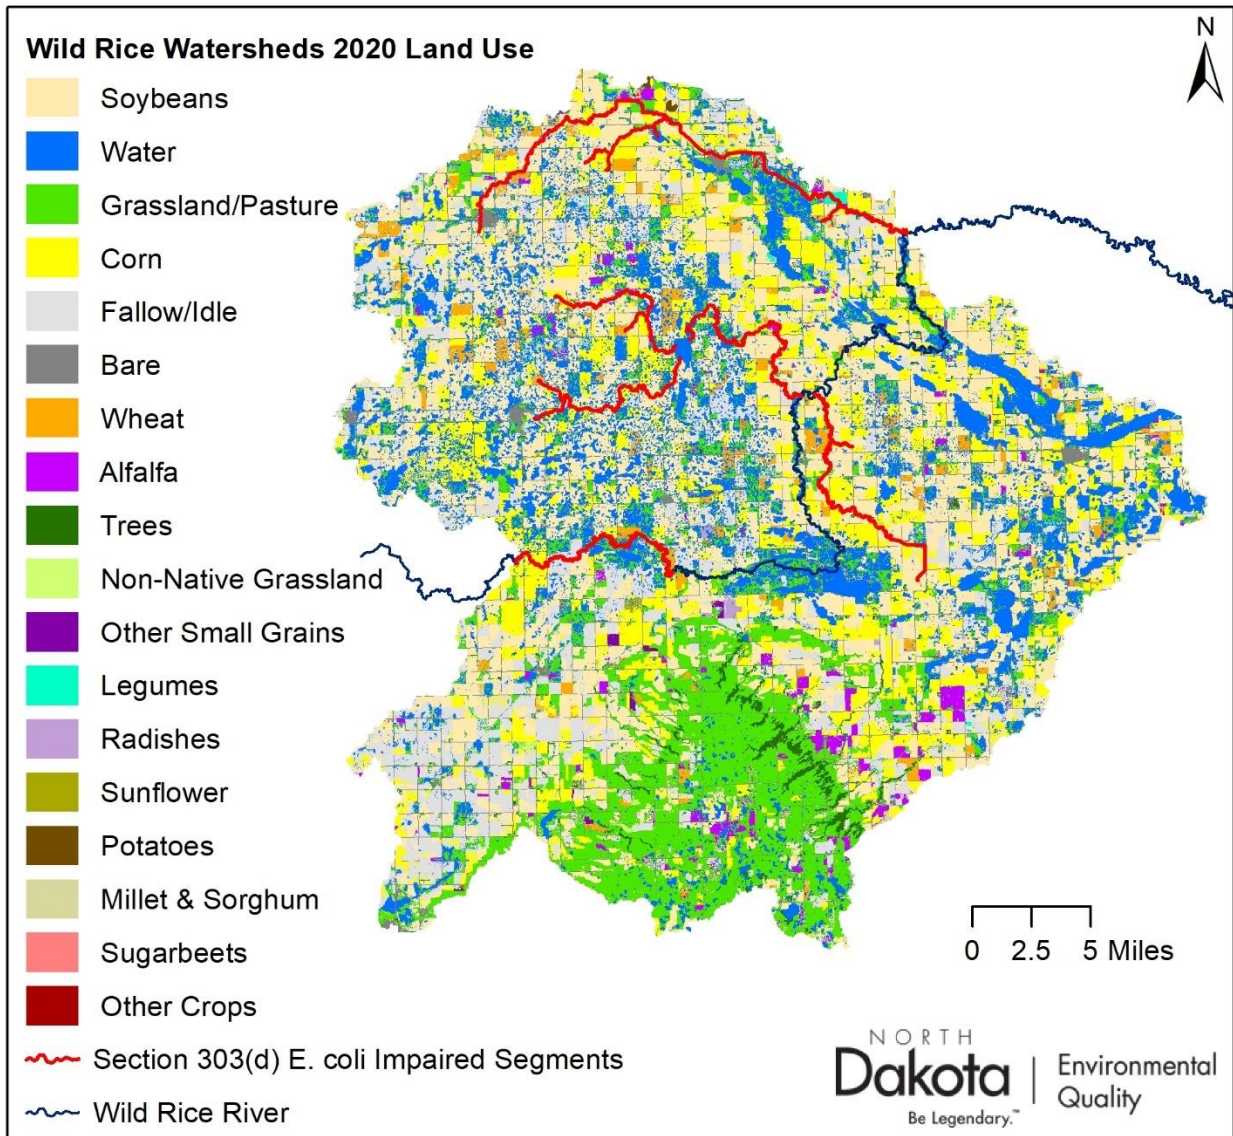 Wild Rice Watersheds 2020 Land Use
N
Soybeans
Water
Grassland/Pasture
Corn
Fallow/Idle
Bare
Wheat
Alfalfa
Trees
Non-Native Grassland
Other Small Grains
Legumes
Radishes
Sunflower
Potatoes
Millet & Sorghum
Sugarbeets
Other Crops
Section 303(d) E. coli Impaired Segments
Wild Rice River
0 2.5 5 Miles
NORTH
Dakota
Be Legendary.™
Environmental
Quality